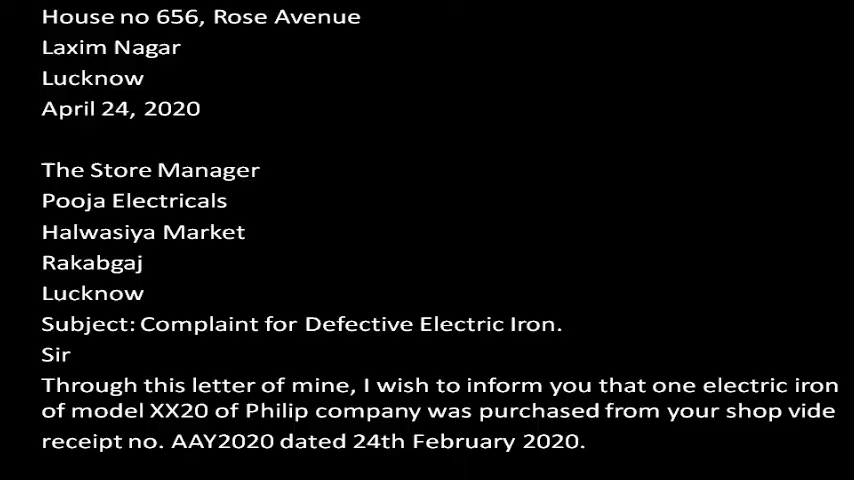 House no 656, Rose Avenue
Laxim Nagar
Lucknow
April 24, 2020
The Store Manager
Pooja Electricals
Halwasiya Market
Rakabgaj
Lucknow
Subject: Complaint for Defective Electric Iron.
Sir
Through this letter of mine, I wish to inform you that one electric iron
of model XX20 of Philip company was purchased from your shop vide
receipt no. AAY2020 dated 24th February 2020.